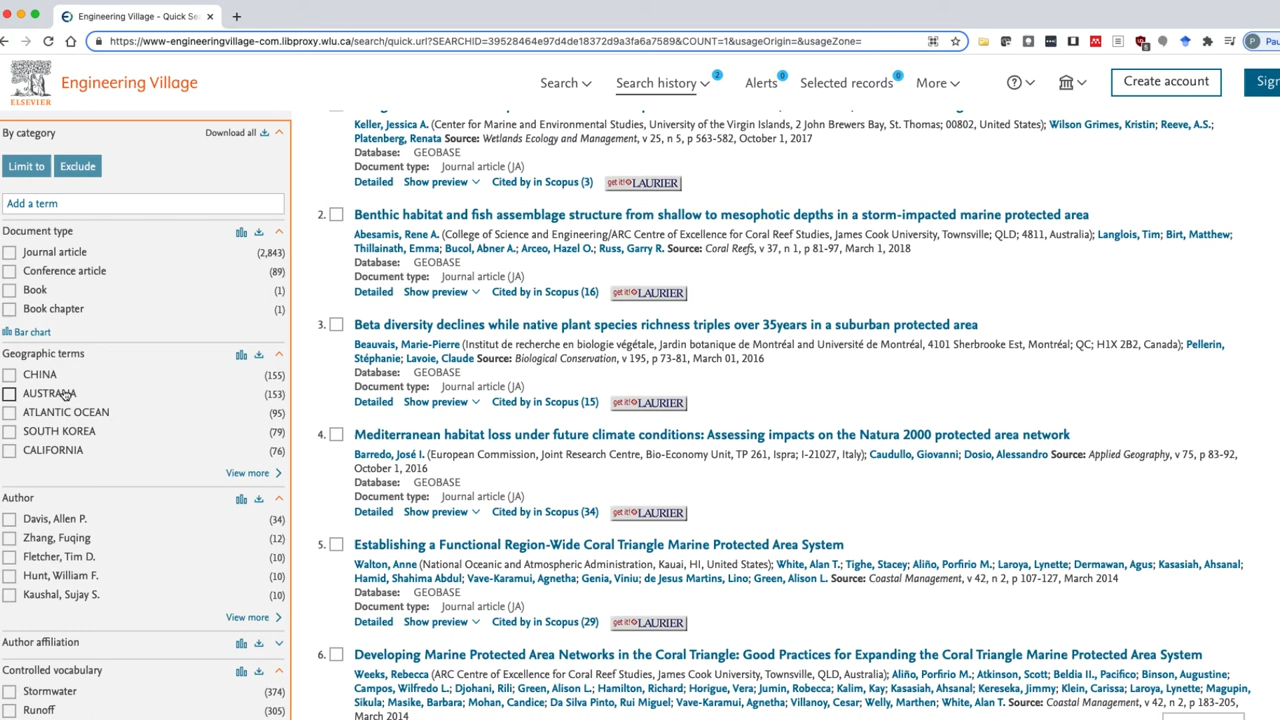 Engineering Village - Quick Se
https://www-engineeringvillage-com.libproxy.wlu.ca/search/quick.url?SEARCHID=39528464e97d4de18372d9a3fa6a7589&COUNT=1&usageOrigin=&usageZone=
P Pau
ELSEVIER
Engineering Village
Search
Search history 2
Alerts 0
Selected records 0
More
Create account
Sign
By category
Download all
Limit to
Exclude
Add a term
Document type
Journal article (2,843)
Conference article (89)
Book (1)
Book chapter (1)
Bar chart
Geographic terms
CHINA (155)
AUSTRALIA (153)
ATLANTIC OCEAN (95)
SOUTH KOREA (79)
CALIFORNIA (76)
View more
Author
Davis, Allen P. (34)
Zhang, Fuqing (12)
Fletcher, Tim D. (10)
Hunt, William F. (10)
Kaushal, Sujay S. (10)
View more
Author affiliation
Controlled vocabulary
Stormwater (374)
Runoff (305)
Keller, Jessica A. (Center for Marine and Environmental Studies, University of the Virgin Islands, 2 John Brewers Bay, St. Thomas; 00802, United States); Wilson Grimes, Kristin; Reeve, A.S.;
Platenberg, Renata Source: Wetlands Ecology and Management, v 25, n 5, p 563-582, October 1, 2017
Database: GEOBASE
Document type: Journal article (JA)
Detailed Show preview Cited by in Scopus (3) get it! LAURIER
2. Benthic habitat and fish assemblage structure from shallow to mesophotic depths in a storm-impacted marine protected area
Abesamis, Rene A. (College of Science and Engineering/ARC Centre of Excellence for Coral Reef Studies, James Cook University, Townsville; QLD; 4811, Australia); Langlois, Tim; Birt, Matthew;
Thillainath, Emma; Bucol, Abner A.; Arceo, Hazel O.; Russ, Garry R. Source: Coral Reefs, v 37, n 1, p 81-97, March 1, 2018
Database: GEOBASE
Document type: Journal article (JA)
Detailed Show preview Cited by in Scopus (16) get it! LAURIER
3. Beta diversity declines while native plant species richness triples over 35years in a suburban protected area
Beauvais, Marie-Pierre (Institut de recherche en biologie végétale, Jardin botanique de Montréal and Université de Montréal, 4101 Sherbrooke Est, Montréal; QC; H1X 2B2, Canada); Pellerin,
Stéphanie; Lavoie, Claude Source: Biological Conservation, v 195, p 73-81, March 01, 2016
Database: GEOBASE
Document type: Journal article (JA)
Detailed Show preview Cited by in Scopus (15) get it! LAURIER
4. Mediterranean habitat loss under future climate conditions: Assessing impacts on the Natura 2000 protected area network
Barredo, José I. (European Commission, Joint Research Centre, Bio-Economy Unit, TP 261, Ispra; I-21027, Italy); Caudullo, Giovanni; Dosio, Alessandro Source: Applied Geography, v 75, p 83-92,
October 1, 2016
Database: GEOBASE
Document type: Journal article (JA)
Detailed Show preview Cited by in Scopus (34) get it! LAURIER
5. Establishing a Functional Region-Wide Coral Triangle Marine Protected Area System
Walton, Anne (National Oceanic and Atmospheric Administration, Kauai, HI, United States); White, Alan T.; Tighe, Stacey; Aliño, Porfirio M.; Laroya, Lynette; Dermawan, Agus; Kasasiah, Ahsanal;
Hamid, Shahima Abdul; Vave-Karamui, Agnetha; Genia, Viniu; de Jesus Martins, Lino; Green, Alison L. Source: Coastal Management, v 42, n 2, p 107-127, March 2014
Database: GEOBASE
Document type: Journal article (JA)
Detailed Show preview Cited by in Scopus (29) get it! LAURIER
6. Developing Marine Protected Area Networks in the Coral Triangle: Good Practices for Expanding the Coral Triangle Marine Protected Area System
Weeks, Rebecca (ARC Centre of Excellence for Coral Reef Studies, James Cook University, Townsville, QLD, Australia); Aliño, Porfirio M.; Atkinson, Scott; Beldia II., Pacifico; Binson, Augustine;
Campos, Wilfredo L.; Djohani, Rili; Green, Alison L.; Hamilton, Richard; Horigue, Vera; Jumin, Robecca; Kalim, Kay; Kasasiah, Ahsanal; Kereseka, Jimmy; Klein, Carissa; Laroya, Lynette; Magupin,
Sikula; Masike, Barbara; Mohan, Candice; Da Silva Pinto, Rui Miguel; Vave-Karamui, Agnetha; Villanoy, Cesar; Welly, Marthen; White, Alan T. Source: Coastal Management, v 42, n 2, p 183-205,
March 2014